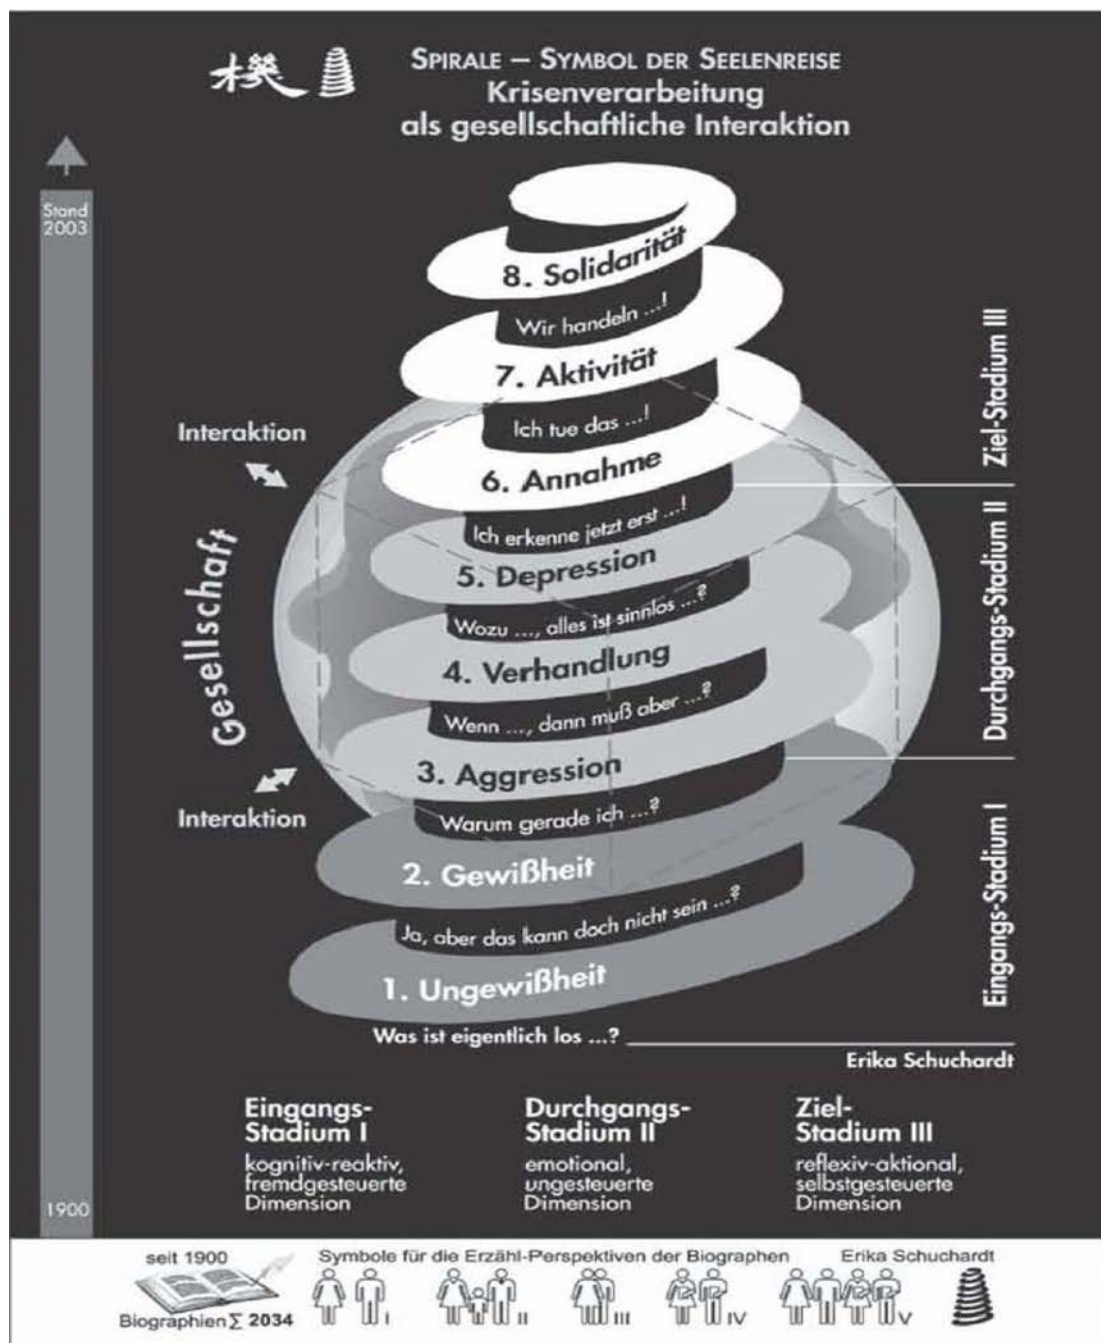 機
SPIRALE – SYMBOL DER SEELENREISE
Krisenverarbeitung
als gesellschaftliche Interaktion
Stand
2003
8. Solidarität
Wir handeln ...!
7. Aktivität
Ich tue das ...!
6. Annahme
Ich erkenne jetzt erst ...!
5. Depression
Wozu ..., alles ist sinnlos ...?
4. Verhandlung
Wenn ..., dann muß aber ...?
3. Aggression
Warum gerade ich ...?
2. Gewißheit
Ja, aber das kann doch nicht sein ...?
1. Ungewißheit
Was ist eigentlich los ...?
Interaktion
Gesellschaft
Interaktion
Ziel-Stadium III
Durchgangs-Stadium II
Eingangs-Stadium I
Erika Schuchardt
Eingangs-
Stadium I
kognitiv-reaktiv,
fremdgesteuerte
Dimension
Durchgangs-
Stadium II
emotional,
ungesteuerte
Dimension
Ziel-
Stadium III
reflexiv-aktional,
selbstgesteuerte
Dimension
1900
seit 1900
Biographien ∑ 2034
Symbole für die Erzähl-Perspektiven der Biographen
Erika Schuchardt
I
II
III
IV
V